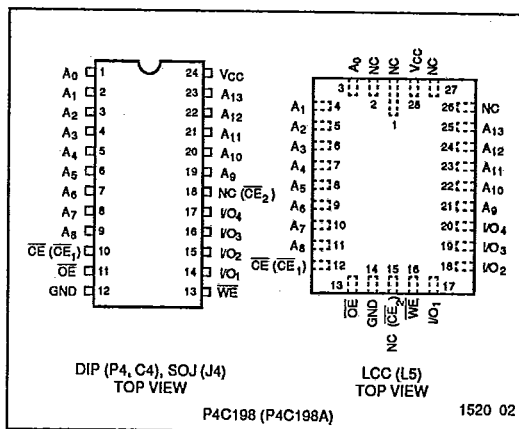 A0 1 24 VCC
A1 2 23 A13
A2 3 22 A12
A3 4 21 A11
A4 5 20 A10
A5 6 19 A9
A6 7 18 NC (CE2)
A7 8 17 I/O4
A8 9 16 I/O3
CE (CE1) 10 15 I/O2
OE 11 14 I/O1
GND 12 13 WE
DIP (P4, C4), SOJ (J4)
TOP VIEW
A0 NC NC VCC NC
3 2 1 28 27
A1 4 26 NC
A2 5 25 A13
A3 6 24 A12
A4 7 23 A11
A5 8 22 A10
A6 9 21 A9
A7 10 20 I/O4
A8 11 19 I/O3
CE (CE1) 12 18 I/O2
13 14 15 16 17
OE GND NC (CE)2 WE I/O1
LCC (L5)
TOP VIEW
P4C198 (P4C198A)
1520 02